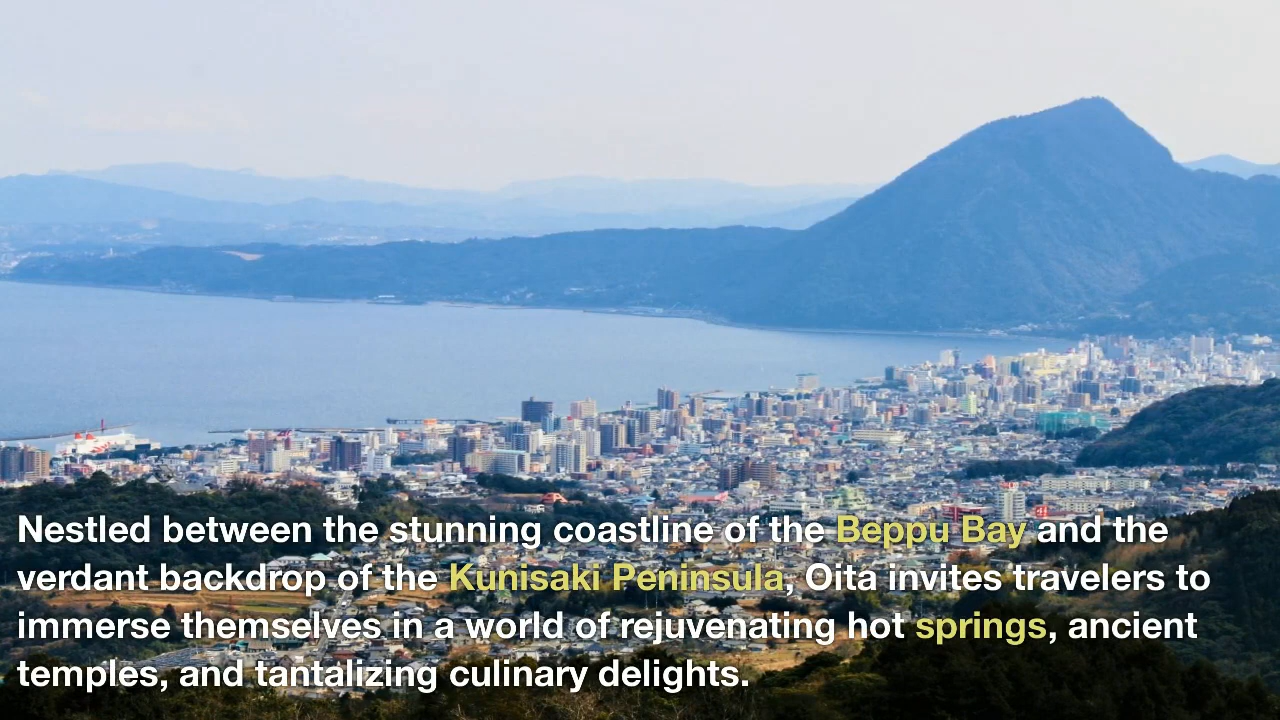 Nestled between the stunning coastline of the Beppu Bay and the
verdant backdrop of the Kunisaki Peninsula, Oita invites travelers to
immerse themselves in a world of rejuvenating hot springs, ancient
temples, and tantalizing culinary delights.